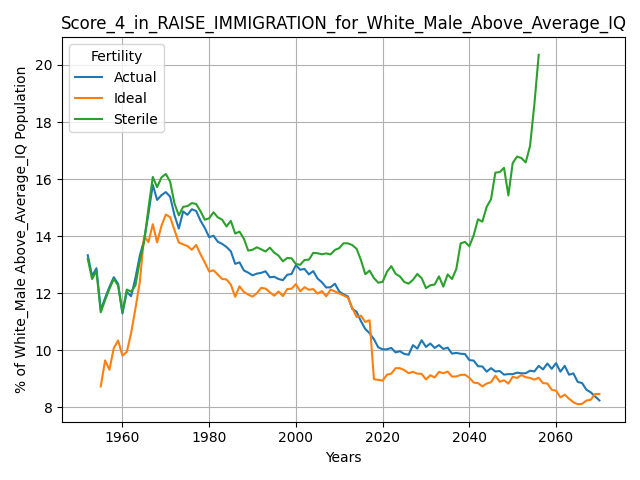 Score_4_in_RAISE_IMMIGRATION_for_White_Male_Above_Average_IQ
Fertility
Actual
Ideal
Sterile
% of White_Male Above_Average_IQ Population
20
18
16
14
12
10
8
1960 1980 2000 2020 2040 2060
Years